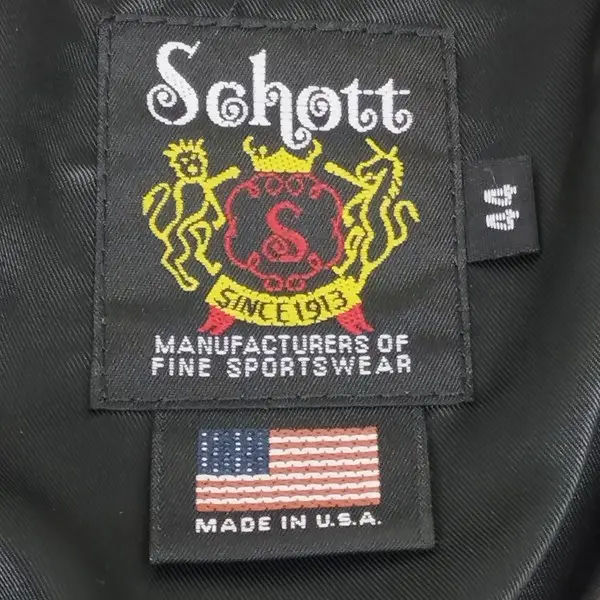 Schott
S
SINCE 1913
MANUFACTURERS OF
FINE SPORTSWEAR
44
MADE IN U.S.A.